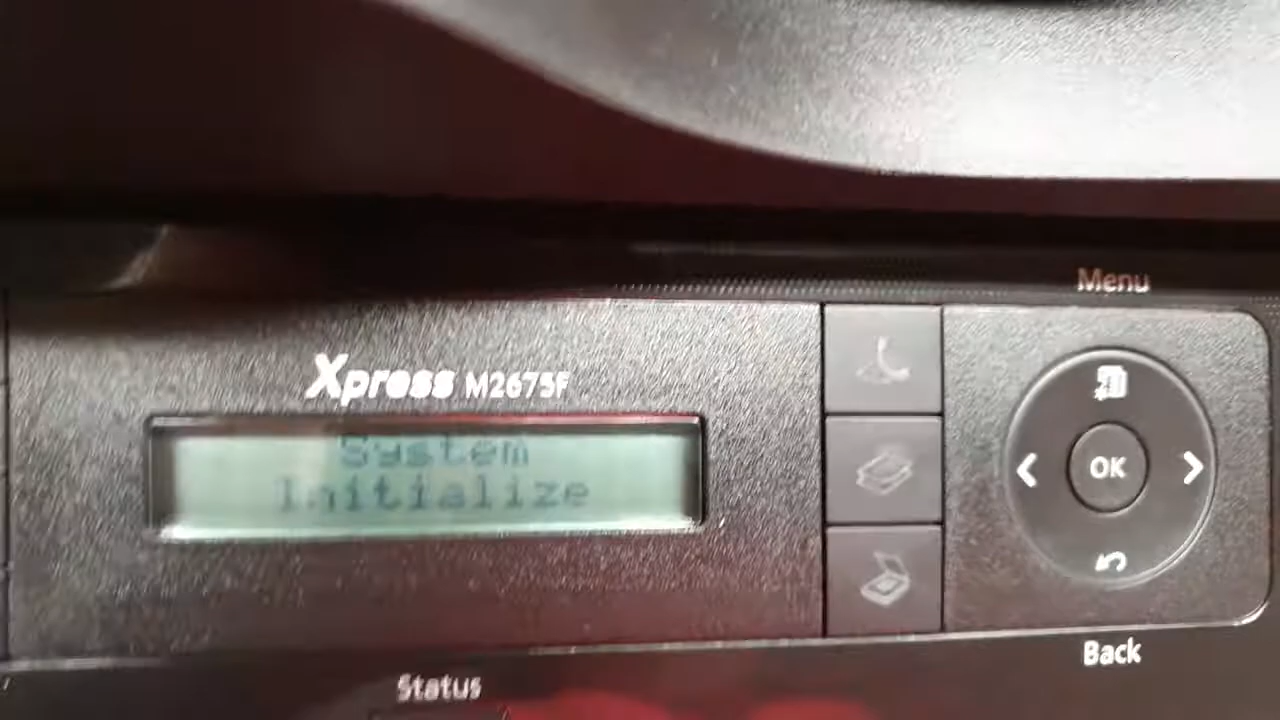 Menu
Xpress M2675F
System
Initialize
OK
Back
Status